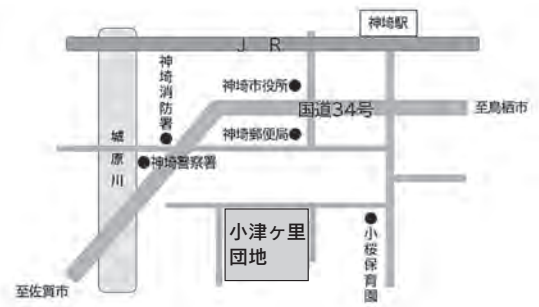 神埼駅
JR
神埼消防署
神埼市役所
国道34号
至鳥栖市
城原川
神埼郵便局
神埼警察署
小津ヶ里
団地
小桜保育園
至佐賀市